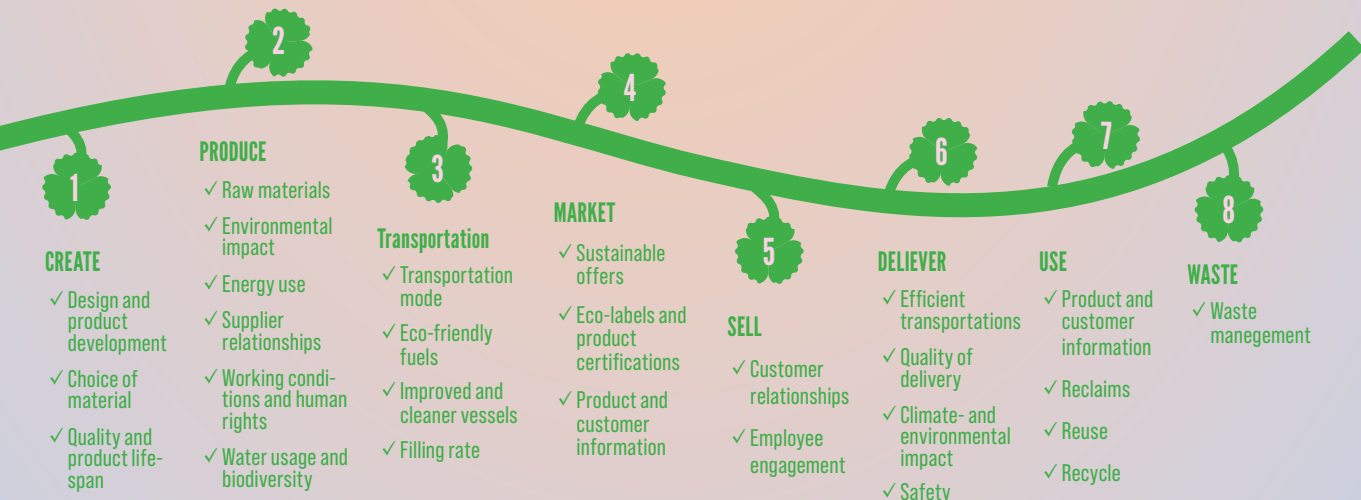 1
CREATE
✓ Design and
product
development
✓ Choice of
material
✓ Quality and
product life-
span
2
PRODUCE
✓ Raw materials
✓ Environmental
impact
✓ Energy use
✓ Supplier
relationships
✓ Working condi-
tions and human
rights
✓ Water usage and
biodiversity
3
Transportation
✓ Transportation
mode
✓ Eco-friendly
fuels
✓ Improved and
cleaner vessels
✓ Filling rate
4
MARKET
✓ Sustainable
offers
✓ Eco-labels and
product
certifications
✓ Product and
customer
information
5
SELL
✓ Customer
relationships
✓ Employee
engagement
6
DELIEVER
✓ Efficient
transportations
✓ Quality of
delivery
✓ Climate- and
environmental
impact
✓ Safety
7
USE
✓ Product and
customer
information
✓ Reclaims
✓ Reuse
✓ Recycle
8
WASTE
✓ Waste
manegement